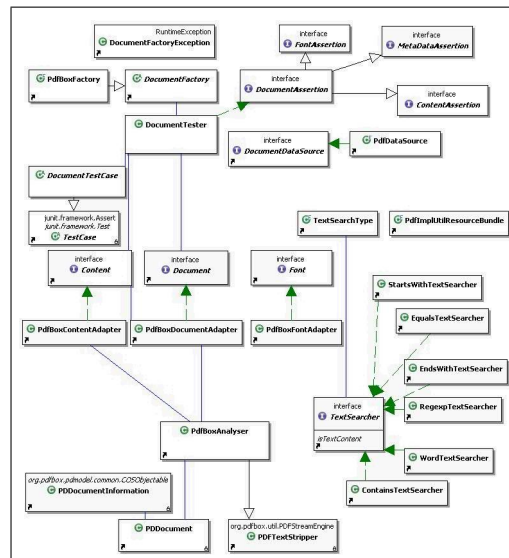 RuntimeException
DocumentFactoryException
interface
FontAssertion
interface
MetaDataAssertion
PdfBoxFactory
DocumentFactory
interface
DocumentAssertion
interface
ContentAssertion
DocumentTester
interface
DocumentDataSource
PdfDataSource
DocumentTestCase
junit.framework.Assert
junit.framework.Test
TestCase
TextSearchType
PdfImplUtilResourceBundle
interface
Content
interface
Document
interface
Font
StartsWithTextSearcher
EqualsTextSearcher
PdfBoxContentAdapter
PdfBoxDocumentAdapter
PdfBoxFontAdapter
EndsWithTextSearcher
interface
TextSearcher
isTextContent
RegexpTextSearcher
PdfBoxAnalyser
WordTextSearcher
org.pdfbox.pdmodel.common.COSObjectable
PDDocumentInformation
ContainsTextSearcher
PDDocument
org.pdfbox.util.PDFStreamEngine
PDFTextStripper